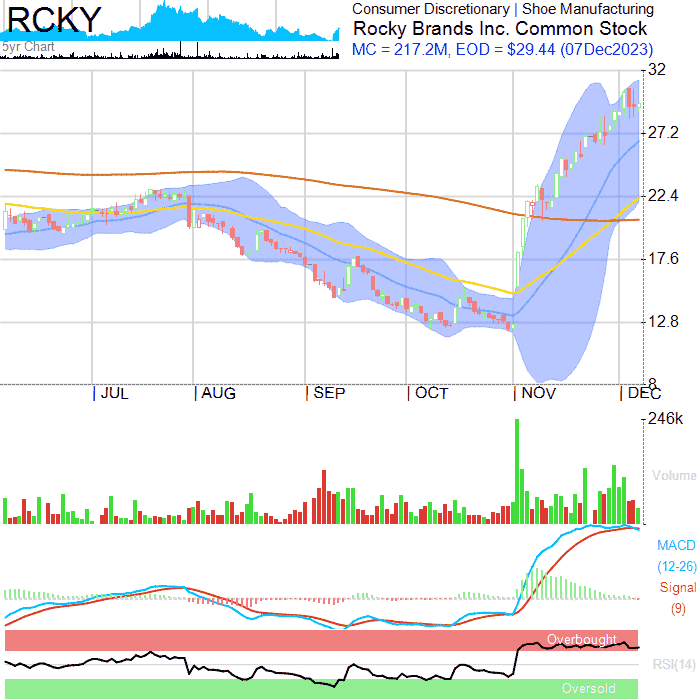 RCKY
Consumer Discretionary | Shoe Manufacturing
Rocky Brands Inc. Common Stock
MC = 217.2M, EOD = $29.44 (07Dec2023)
5yr Chart
32
27.2
22.4
17.6
12.8
8
JUL AUG SEP OCT NOV DEC
246k
Volume
MACD
(12-26)
Signal
(9)
Overbought
RSI(14)
Oversold